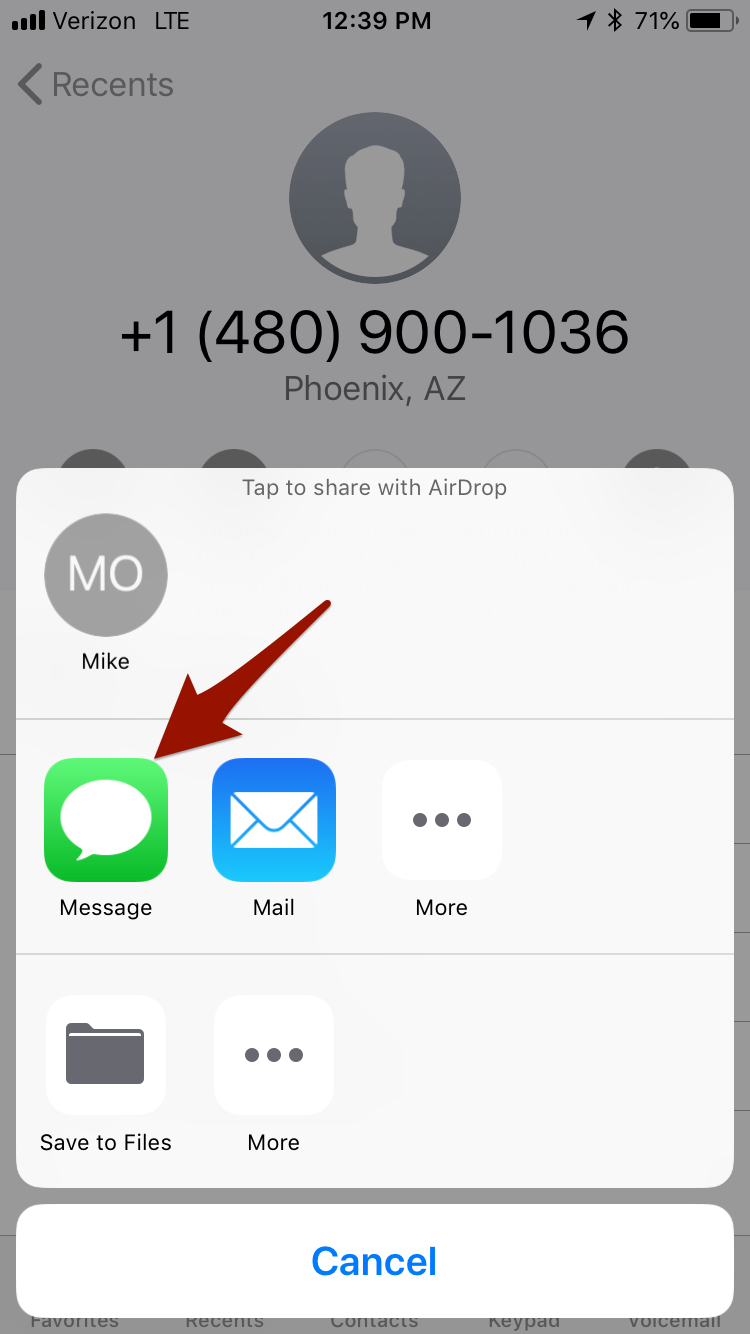 Verizon LTE 12:39 PM 71%
Recents
+1 (480) 900-1036
Phoenix, AZ
Tap to share with AirDrop
MO
Mike
Message Mail More
Save to Files More
Cancel
Favorites Recents Contacts Keypad Voicemail